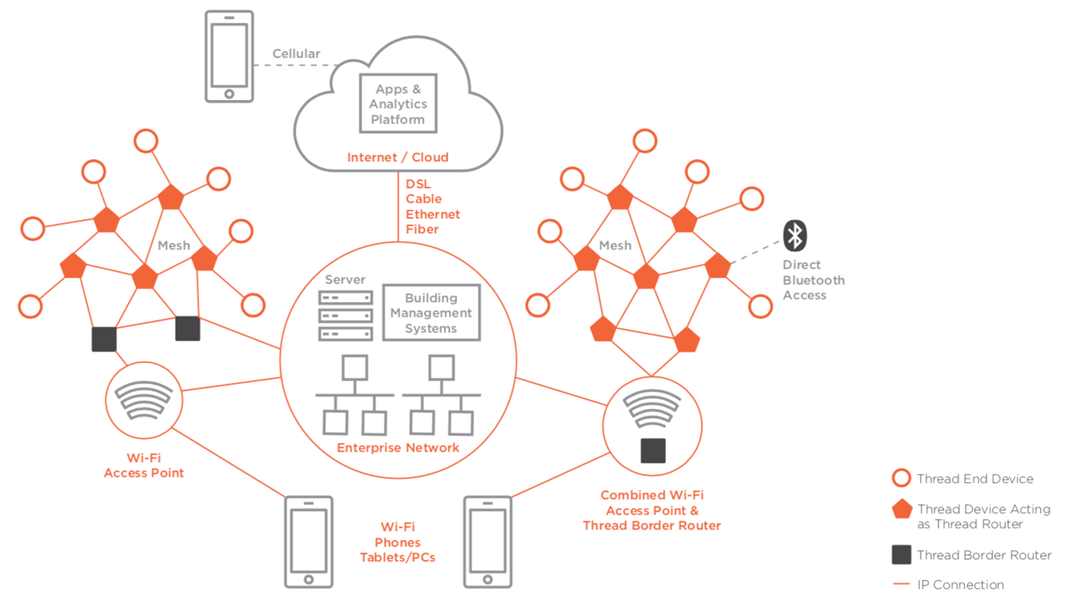 Cellular
Apps &
Analytics
Platform
Internet / Cloud
DSL
Cable
Ethernet
Fiber
Mesh
Mesh
Direct
Bluetooth
Access
Server
Building
Management
Systems
Enterprise Network
Wi-Fi
Access Point
Wi-Fi
Phones
Tablets/PCs
Combined Wi-Fi
Access Point &
Thread Border Router
Thread End Device
Thread Device Acting
as Thread Router
Thread Border Router
IP Connection